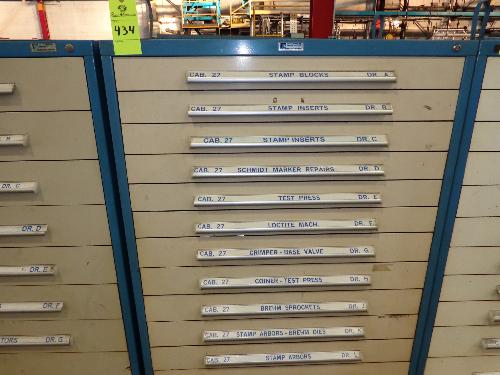 434
CAB. 27 STAMP BLOCKS DR. A
CAB. 27 STAMP INSERTS DR. B
CAB. 27 STAMP INSERTS DR. C
CAB. 27 SCHMIDT MARKER REPAIRS DR. D
CAB. 27 TEST PRESS DR. E
CAB. 27 LOCTITE MACH. DR. F
CAB. 27 CRIMPER - BASE VALVE DR. G
CAB. 27 COINER - TEST PRESS DR. H
CAB. 27 BREHM SPROCKETS DR. J
CAB. 27 STAMP ARBORS - BREHM DIES DR. K
CAB. 27 STAMP ARBORS DR. L
DR. C
DR. D
DR. E
DR. F
TORS DR. G